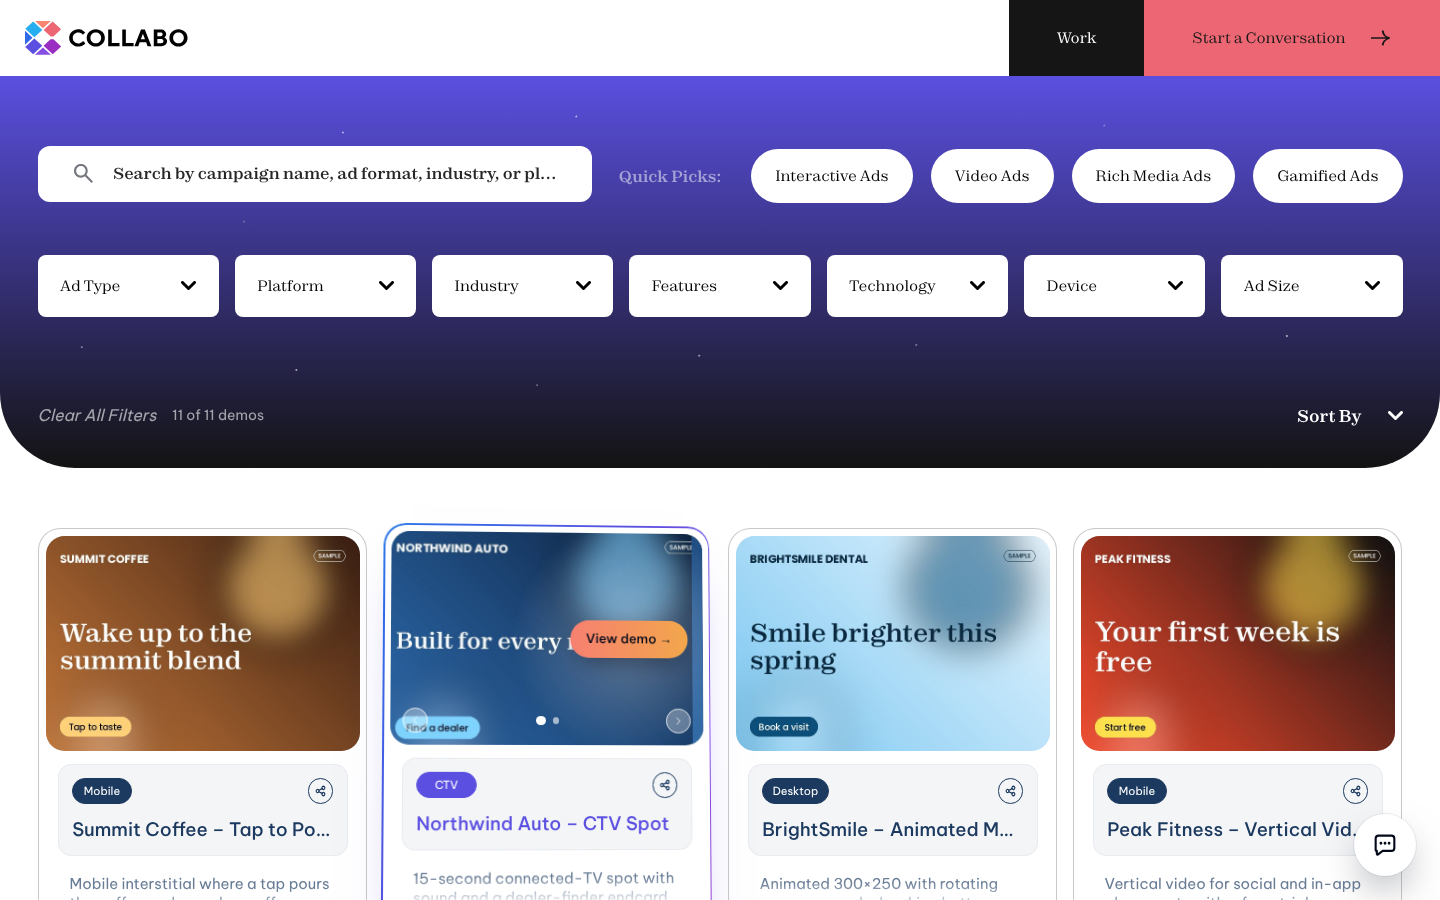 COLLABO
Work
Start a Conversation
Search by campaign name, ad format, industry, or pl...
Quick Picks:
Interactive Ads
Video Ads
Rich Media Ads
Gamified Ads
Ad Type
Platform
Industry
Features
Technology
Device
Ad Size
Clear All Filters
11 of 11 demos
Sort By
SUMMIT COFFEE
SAMPLE
Wake up to the
summit blend
Tap to taste
Mobile
Summit Coffee – Tap to Po...
Mobile interstitial where a tap pours
NORTHWIND AUTO
SAMPLE
Built for every
View demo →
Find a dealer
CTV
Northwind Auto – CTV Spot
15-second connected-TV spot with
sound and a dealer-finder endcard
BRIGHTSMILE DENTAL
SAMPLE
Smile brighter this
spring
Book a visit
Desktop
BrightSmile – Animated M...
Animated 300×250 with rotating
PEAK FITNESS
SAMPLE
Your first week is
free
Start free
Mobile
Peak Fitness – Vertical Vid...
Vertical video for social and in-app